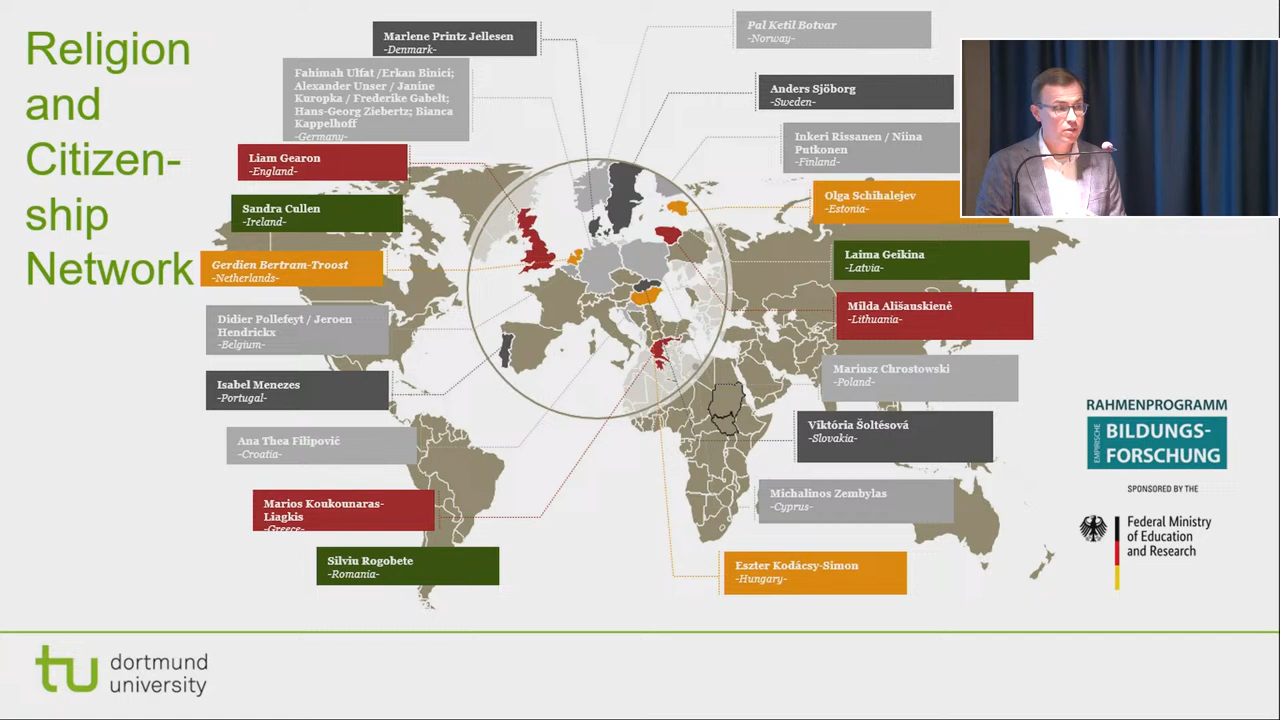 Religion
and
Citizen-
ship
Network
Marlene Printz Jellesen
-Denmark-
Fahimah Ulfat /Erkan Binici;
Alexander Unser / Janine
Kuropka / Frederike Gabelt;
Hans-Georg Ziebertz; Bianca
Kappelhoff
-Germany-
Liam Gearon
-England-
Sandra Cullen
-Ireland-
Gerdien Bertram-Troost
-Netherlands-
Didier Pollefeyt / Jeroen
Hendrickx
-Belgium-
Isabel Menezes
-Portugal-
Ana Thea Filipović
-Croatia-
Marios Koukounaras-
Liagkis
-Greece-
Silviu Rogobete
-Romania-
Pal Ketil Botvar
-Norway-
Anders Sjöborg
-Sweden-
Inkeri Rissanen / Niina
Putkonen
-Finland-
Olga Schihalejev
-Estonia-
Laima Geikina
-Latvia-
Milda Ališauskienė
-Lithuania-
Mariusz Chrostowski
-Poland-
Viktória Šoltésová
-Slovakia-
Michalinos Zembylas
-Cyprus-
Eszter Kodácsy-Simon
-Hungary-
RAHMENPROGRAMM
EMPIRISCHE
BILDUNGS-
FORSCHUNG
SPONSORED BY THE
Federal Ministry
of Education
and Research
tu dortmund
university